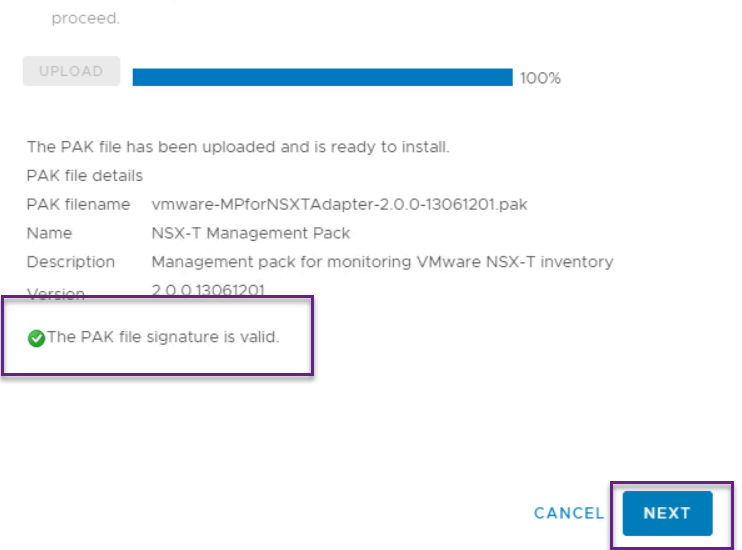 proceed.
UPLOAD 100%
The PAK file has been uploaded and is ready to install.
PAK file details
PAK filename vmware-MPforNSXTAdapter-2.0.0-13061201.pak
Name NSX-T Management Pack
Description Management pack for monitoring VMware NSX-T inventory
Version 2.0.0.13061201
The PAK file signature is valid.
CANCEL NEXT